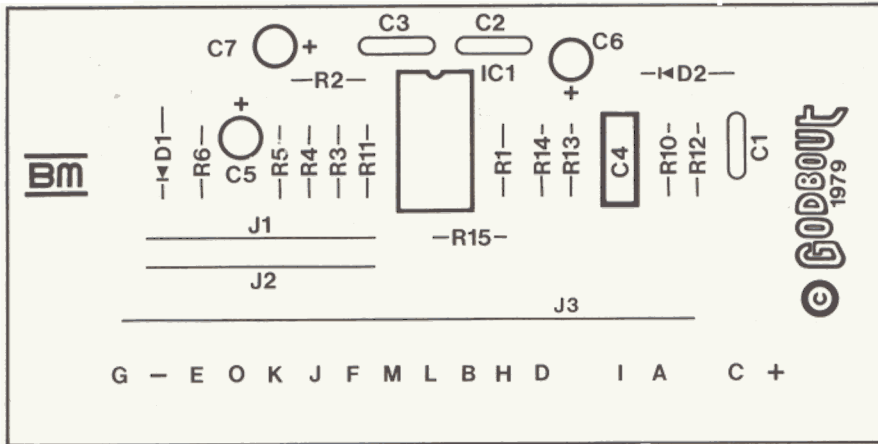 C3 C2
C7 + C6
R2 IC1 D2
+ +
D1 R6 C5 R5 R4 R3 R11 R1 R14 R13 C4 R10 R12 C1
BM
© GODBOUT 1979
J1
R15
J2
J3
G – E O K J F M L B H D I A C +